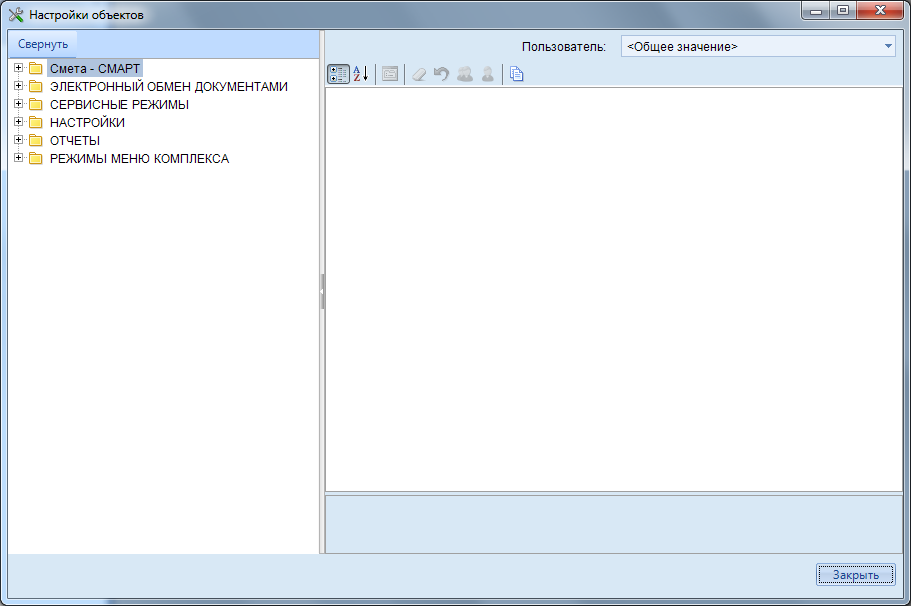 Настройки объектов
Свернуть
Пользователь: <Общее значение>
Смета - СМАРТ
ЭЛЕКТРОННЫЙ ОБМЕН ДОКУМЕНТАМИ
СЕРВИСНЫЕ РЕЖИМЫ
НАСТРОЙКИ
ОТЧЕТЫ
РЕЖИМЫ МЕНЮ КОМПЛЕКСА
Закрыть